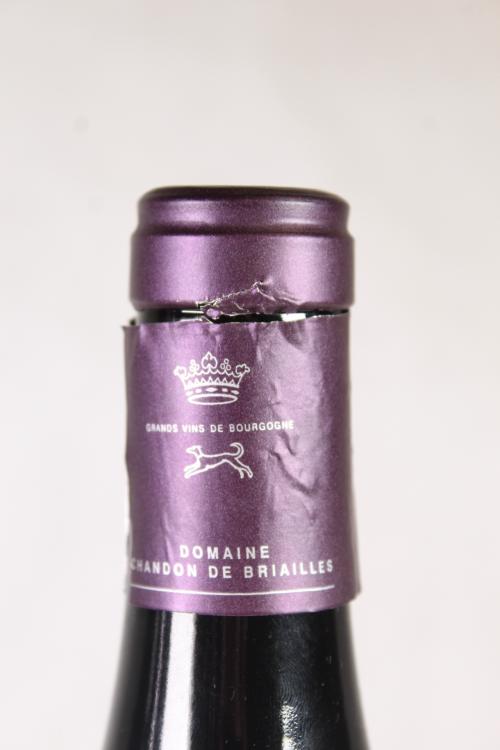 GRANDS VINS DE BOURGOGNE
DOMAINE
CHANDON DE BRIAILLES